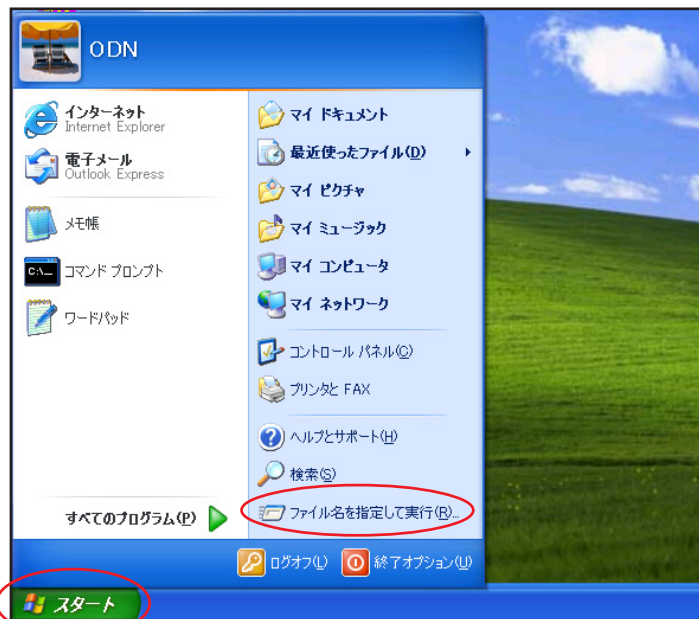 ODN
インターネット
Internet Explorer
電子メール
Outlook Express
メモ帳
C:\_
コマンド プロンプト
ワードパッド
すべてのプログラム(P)
マイ ドキュメント
最近使ったファイル(D)
マイ ピクチャ
マイ ミュージック
マイ コンピュータ
マイ ネットワーク
コントロール パネル(C)
プリンタと FAX
ヘルプとサポート(H)
検索(S)
ファイル名を指定して実行(R)...
ログオフ(L)
終了オプション(U)
スタート